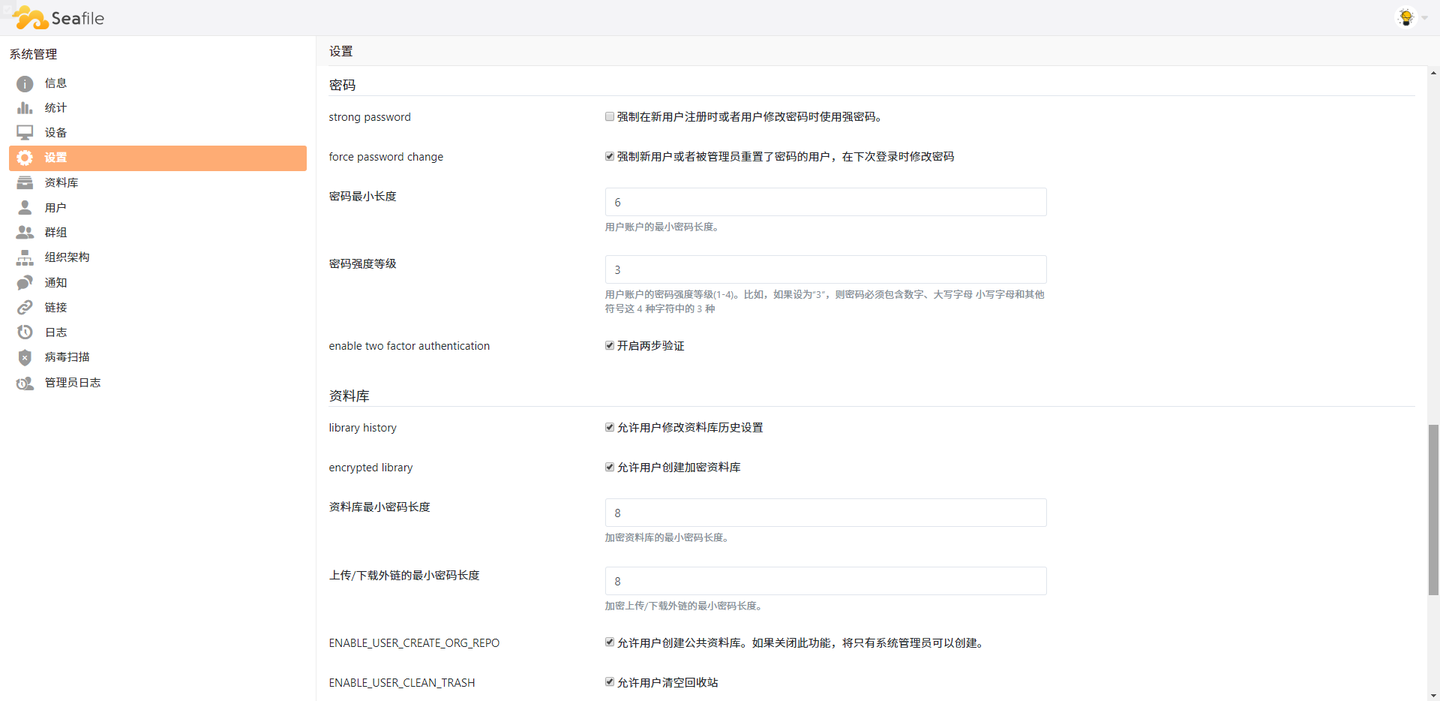 Seafile
系统管理
信息
统计
设备
设置
资料库
用户
群组
组织架构
通知
链接
日志
病毒扫描
管理员日志
设置
密码
strong password
强制在新用户注册时或者用户修改密码时使用强密码。
force password change
强制新用户或者被管理员重置了密码的用户，在下次登录时修改密码
密码最小长度
6
用户账户的最小密码长度。
密码强度等级
3
用户账户的密码强度等级(1-4)。比如，如果设为"3"，则密码必须包含数字、大写字母 小写字母和其他
符号这 4 种字符中的 3 种
enable two factor authentication
开启两步验证
资料库
library history
允许用户修改资料库历史设置
encrypted library
允许用户创建加密资料库
资料库最小密码长度
8
加密资料库的最小密码长度。
上传/下载外链的最小密码长度
8
加密上传/下载外链的最小密码长度。
ENABLE_USER_CREATE_ORG_REPO
允许用户创建公共资料库。如果关闭此功能，将只有系统管理员可以创建。
ENABLE_USER_CLEAN_TRASH
允许用户清空回收站